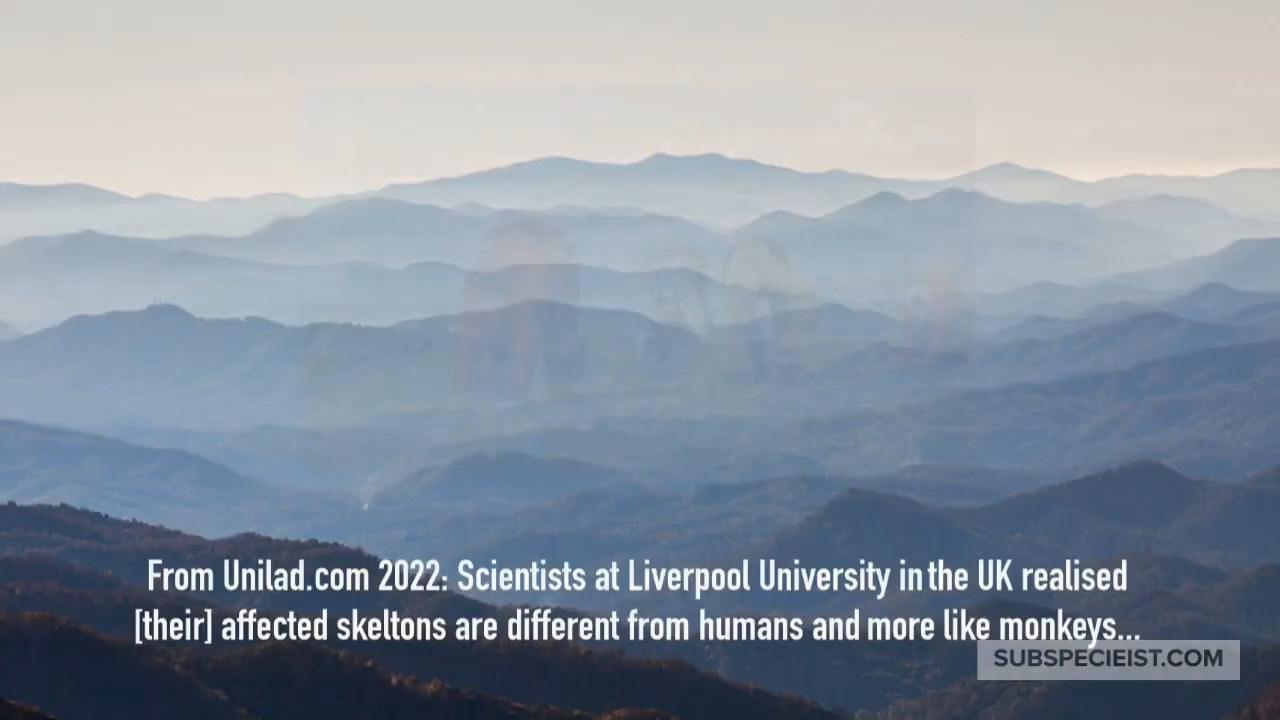 From Unilad.com 2022: Scientists at Liverpool University in the UK realised
[their] affected skeltons are different from humans and more like monkeys...
SUBSPECIEIST.COM